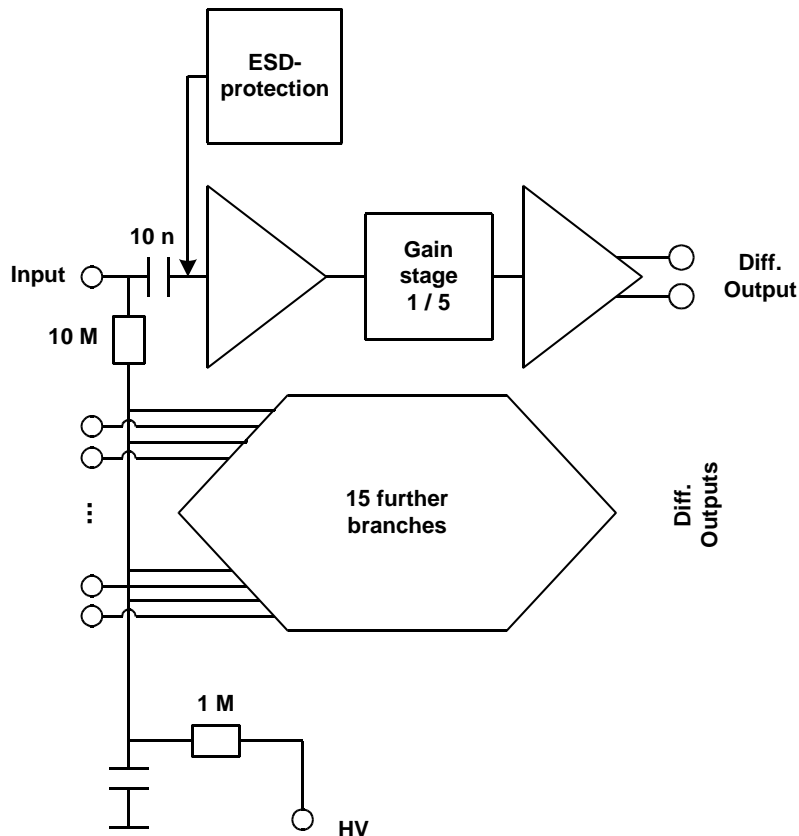 ESD-
protection
10 n
Input
Gain
stage
1 / 5
Diff.
Output
10 M
15 further
branches
...
Diff.
Outputs
1 M
HV